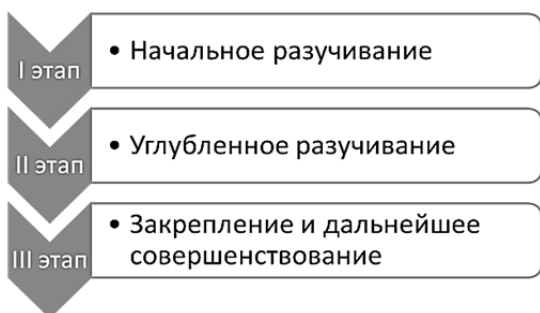 I этап
• Начальное разучивание
II этап
• Углубленное разучивание
III этап
• Закрепление и дальнейшее
совершенствование